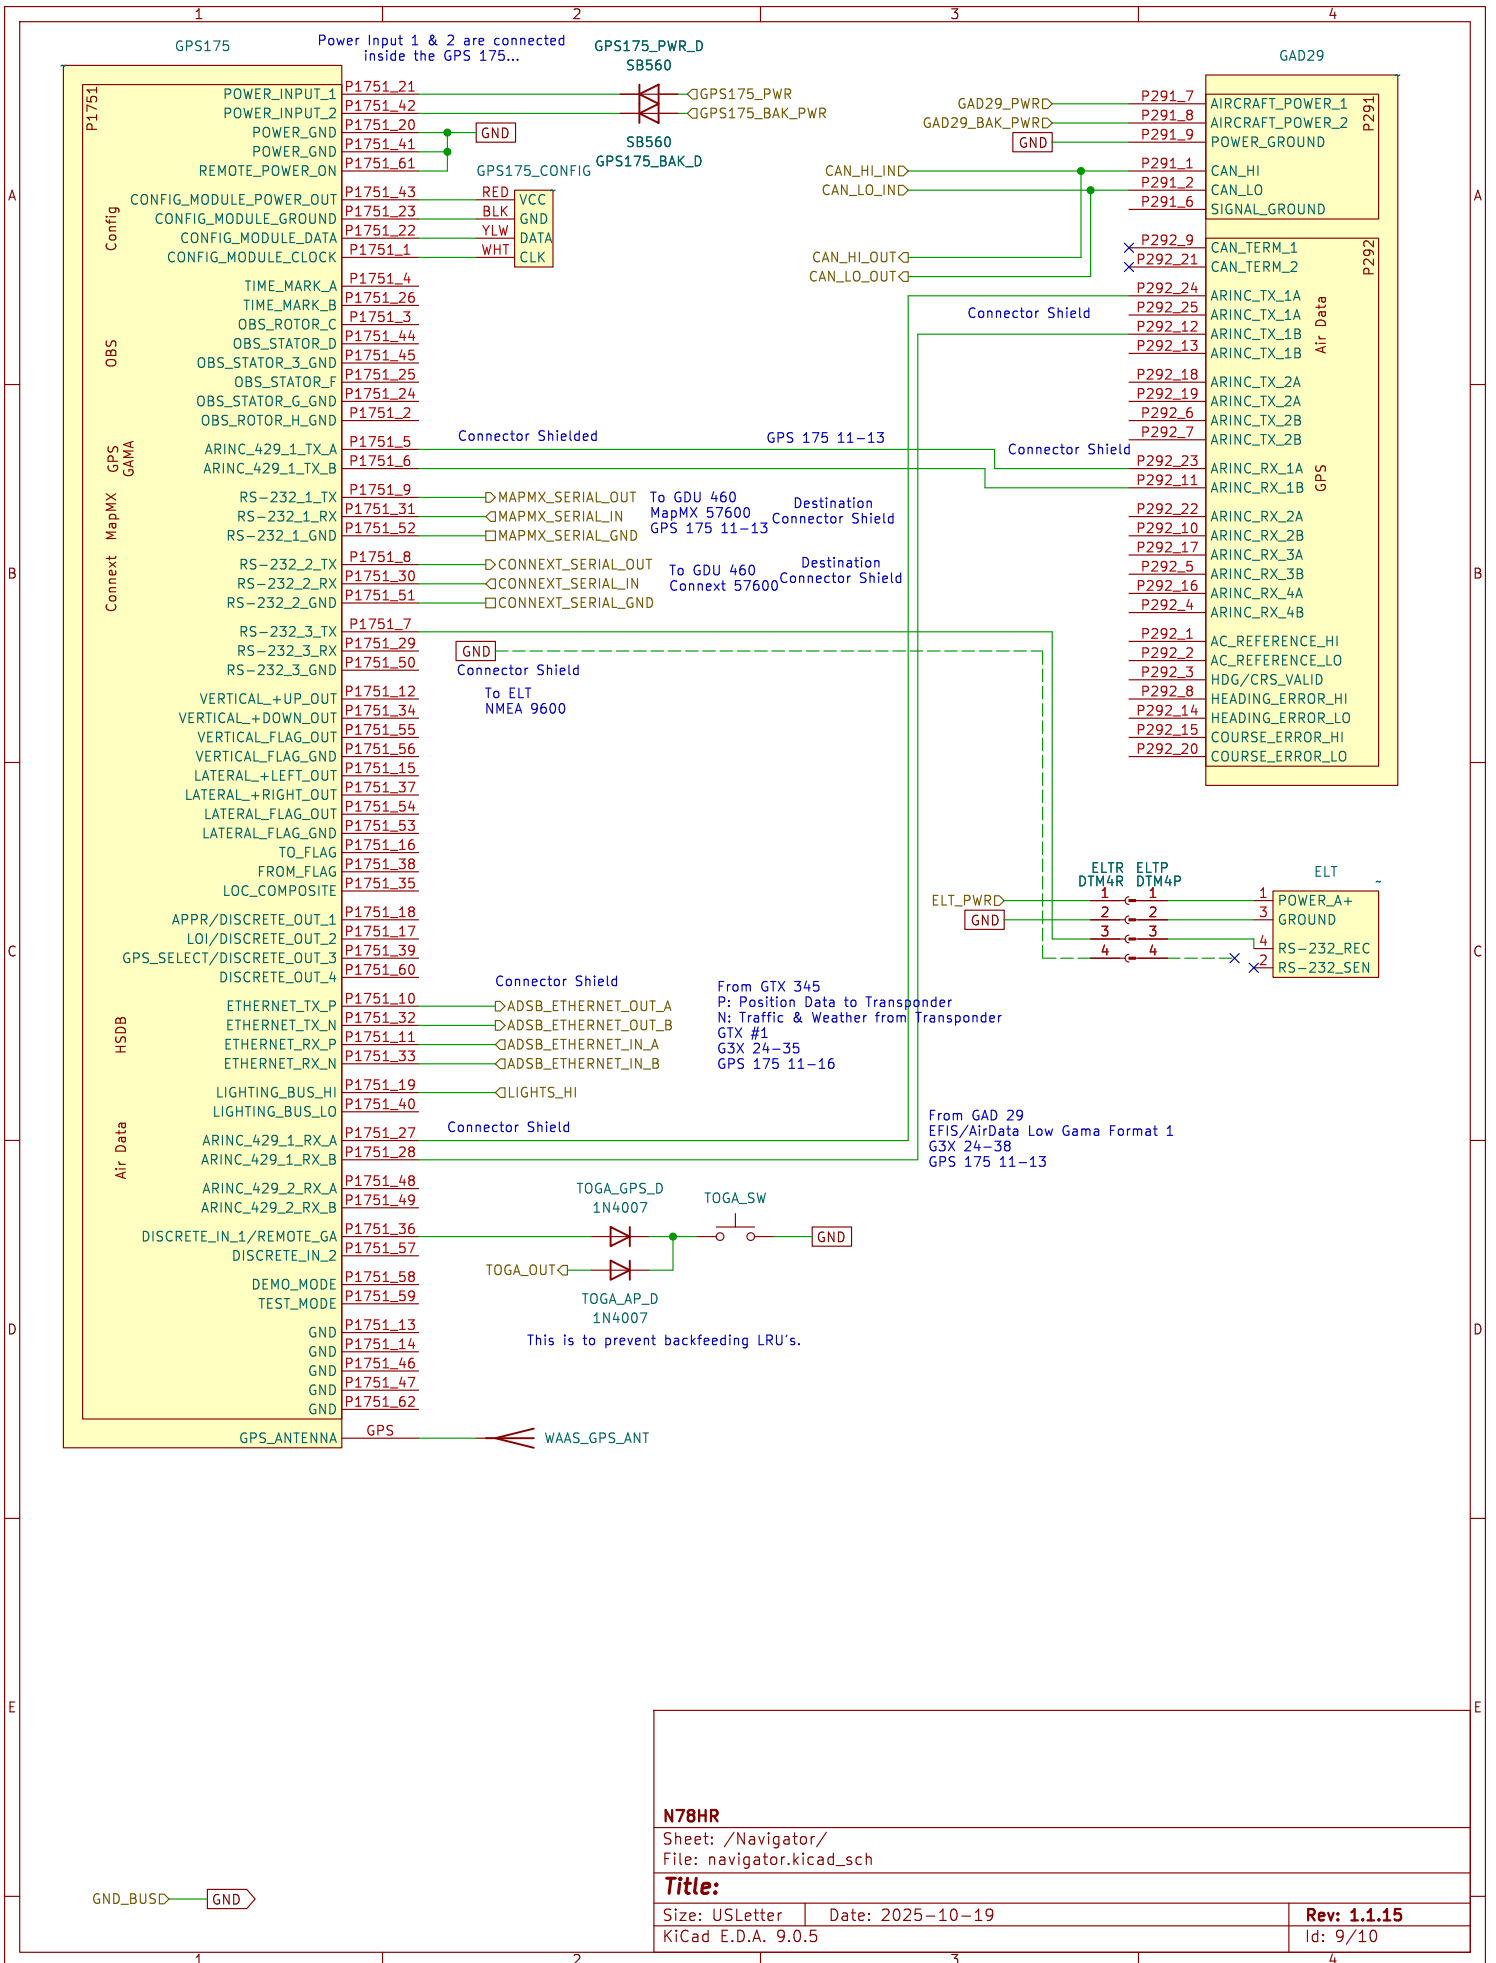 1 2 3 4
GPS175
Power Input 1 & 2 are connected
inside the GPS 175...
GPS175_PWR_D
SB560
GAD29
P1751
POWER_INPUT_1 P1751_21
POWER_INPUT_2 P1751_42
POWER_GND P1751_20
POWER_GND P1751_41
REMOTE_POWER_ON P1751_61
GPS175_PWR
GPS175_BAK_PWR
GND
SB560
GPS175_BAK_D
GPS175_CONFIG
Config
CONFIG_MODULE_POWER_OUT P1751_43 RED VCC
CONFIG_MODULE_GROUND P1751_23 BLK GND
CONFIG_MODULE_DATA P1751_22 YLW DATA
CONFIG_MODULE_CLOCK P1751_1 WHT CLK
TIME_MARK_A P1751_4
TIME_MARK_B P1751_26
OBS
OBS_ROTOR_C P1751_3
OBS_STATOR_D P1751_44
OBS_STATOR_3_GND P1751_45
OBS_STATOR_F P1751_25
OBS_STATOR_G_GND P1751_24
OBS_ROTOR_H_GND P1751_2
GPS
GAMA
ARINC_429_1_TX_A P1751_5
ARINC_429_1_TX_B P1751_6
Connector Shielded
GPS 175 11-13
Connector Shield
MapMX
RS-232_1_TX P1751_9 MAPMX_SERIAL_OUT
RS-232_1_RX P1751_31 MAPMX_SERIAL_IN
RS-232_1_GND P1751_52 MAPMX_SERIAL_GND
To GDU 460
MapMX 57600
GPS 175 11-13
Destination
Connector Shield
Connext
RS-232_2_TX P1751_8 CONNEXT_SERIAL_OUT
RS-232_2_RX P1751_30 CONNEXT_SERIAL_IN
RS-232_2_GND P1751_51 CONNEXT_SERIAL_GND
To GDU 460
Connext 57600
Destination
Connector Shield
RS-232_3_TX P1751_7
RS-232_3_RX P1751_29
RS-232_3_GND P1751_50
GND
Connector Shield
To ELT
NMEA 9600
VERTICAL_+UP_OUT P1751_12
VERTICAL_+DOWN_OUT P1751_34
VERTICAL_FLAG_OUT P1751_55
VERTICAL_FLAG_GND P1751_56
LATERAL_+LEFT_OUT P1751_15
LATERAL_+RIGHT_OUT P1751_37
LATERAL_FLAG_OUT P1751_54
LATERAL_FLAG_GND P1751_53
TO_FLAG P1751_16
FROM_FLAG P1751_38
LOC_COMPOSITE P1751_35
APPR/DISCRETE_OUT_1 P1751_18
LOI/DISCRETE_OUT_2 P1751_17
GPS_SELECT/DISCRETE_OUT_3 P1751_39
DISCRETE_OUT_4 P1751_60
Connector Shield
HSDB
ETHERNET_TX_P P1751_10 ADSB_ETHERNET_OUT_A
ETHERNET_TX_N P1751_32 ADSB_ETHERNET_OUT_B
ETHERNET_RX_P P1751_11 ADSB_ETHERNET_IN_A
ETHERNET_RX_N P1751_33 ADSB_ETHERNET_IN_B
From GTX 345
P: Position Data to Transponder
N: Traffic & Weather from Transponder
GTX #1
G3X 24-35
GPS 175 11-16
LIGHTING_BUS_HI P1751_19 LIGHTS_HI
LIGHTING_BUS_LO P1751_40
Air Data
Connector Shield
ARINC_429_1_RX_A P1751_27
ARINC_429_1_RX_B P1751_28
From GAD 29
EFIS/AirData Low Gama Format 1
G3X 24-38
GPS 175 11-13
ARINC_429_2_RX_A P1751_48
ARINC_429_2_RX_B P1751_49
TOGA_GPS_D
1N4007
TOGA_SW
DISCRETE_IN_1/REMOTE_GA P1751_36
DISCRETE_IN_2 P1751_57
GND
TOGA_OUT
TOGA_AP_D
1N4007
This is to prevent backfeeding LRU's.
DEMO_MODE P1751_58
TEST_MODE P1751_59
GND P1751_13
GND P1751_14
GND P1751_46
GND P1751_47
GND P1751_62
GPS_ANTENNA GPS WAAS_GPS_ANT
P291
GAD29_PWR P291_7 AIRCRAFT_POWER_1
GAD29_BAK_PWR P291_8 AIRCRAFT_POWER_2
GND P291_9 POWER_GROUND
CAN_HI_IN P291_1 CAN_HI
CAN_LO_IN P291_2 CAN_LO
P291_6 SIGNAL_GROUND
CAN_HI_OUT
CAN_LO_OUT
P292
P292_9 CAN_TERM_1
P292_21 CAN_TERM_2
Connector Shield
Air Data
P292_24 ARINC_TX_1A
P292_25 ARINC_TX_1A
P292_12 ARINC_TX_1B
P292_13 ARINC_TX_1B
P292_18 ARINC_TX_2A
P292_19 ARINC_TX_2A
P292_6 ARINC_TX_2B
P292_7 ARINC_TX_2B
GPS
P292_23 ARINC_RX_1A
P292_11 ARINC_RX_1B
P292_22 ARINC_RX_2A
P292_10 ARINC_RX_2B
P292_17 ARINC_RX_3A
P292_5 ARINC_RX_3B
P292_16 ARINC_RX_4A
P292_4 ARINC_RX_4B
P292_1 AC_REFERENCE_HI
P292_2 AC_REFERENCE_LO
P292_3 HDG/CRS_VALID
P292_8 HEADING_ERROR_HI
P292_14 HEADING_ERROR_LO
P292_15 COURSE_ERROR_HI
P292_20 COURSE_ERROR_LO
ELTR ELTP
DTM4R DTM4P
ELT
~
ELT_PWR 1 1 1 POWER_A+
GND 2 2 3 GROUND
3 3 4 RS-232_REC
4 4 2 RS-232_SEN
A A
B B
C C
D D
E E
GND_BUS GND
N78HR
Sheet: /Navigator/
File: navigator.kicad_sch
Title:
Size: USLetter Date: 2025-10-19 Rev: 1.1.15
KiCad E.D.A. 9.0.5 Id: 9/10
1 2 3 4